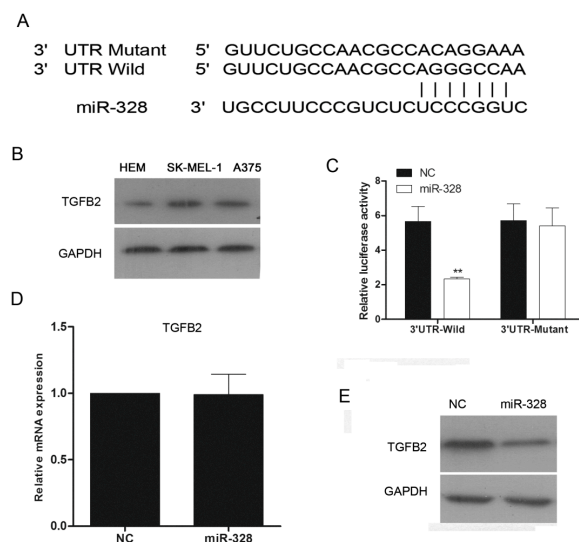 A
3' UTR Mutant 5' GUUCUGCCAACGCCACAGGAAA
3' UTR Wild 5' GUUCUGCCAACGCCAGGGCCAA
miR-328 3' UGCCUUCCCGUCUCUCCCGGUC
B
HEM SK-MEL-1 A375
TGFB2
GAPDH
C
NC
miR-328
Relative luciferase activity
8
6
4
2
0
**
3'UTR-Wild 3'UTR-Mutant
D
TGFB2
Relative mRNA expression
1.5
1.0
0.5
0.0
NC miR-328
E
NC miR-328
TGFB2
GAPDH